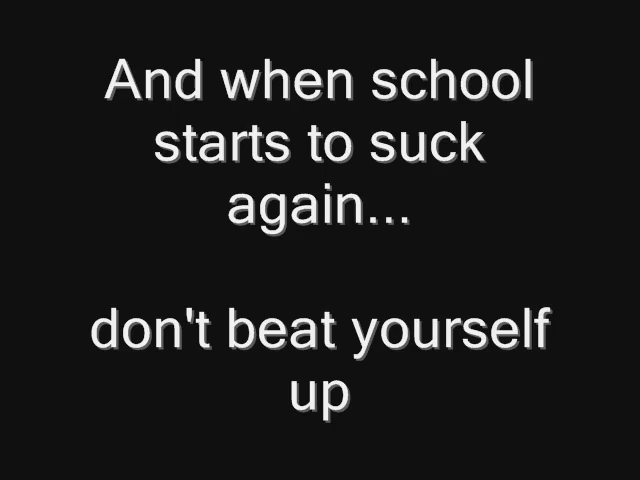 And when school
starts to suck
again...
don't beat yourself
up